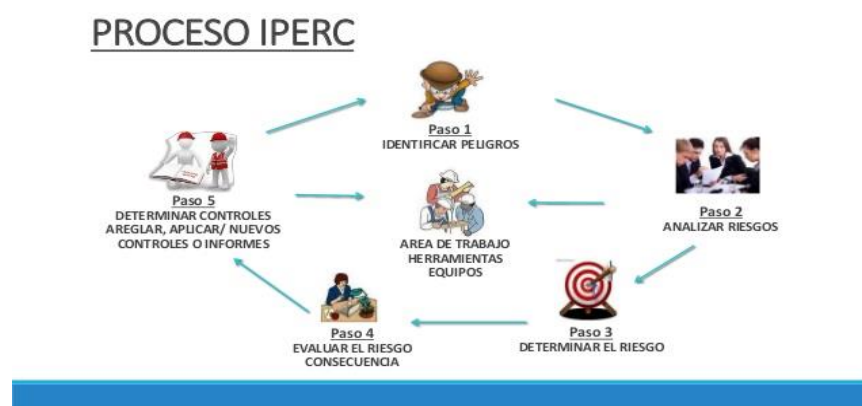 PROCESO IPERC
Paso 1
IDENTIFICAR PELIGROS
Paso 2
ANALIZAR RIESGOS
Paso 3
DETERMINAR EL RIESGO
Paso 4
EVALUAR EL RIESGO
CONSECUENCIA
Paso 5
DETERMINAR CONTROLES
AREGLAR, APLICAR/ NUEVOS
CONTROLES O INFORMES
AREA DE TRABAJO
HERRAMIENTAS
EQUIPOS